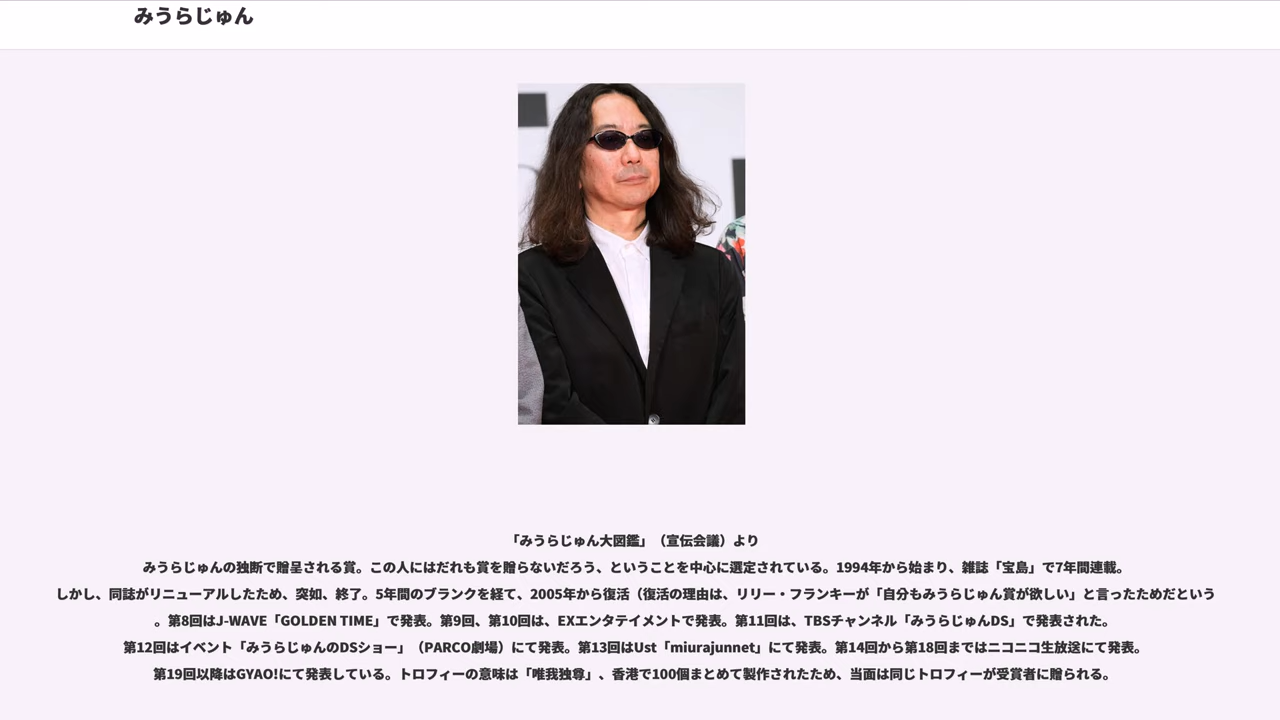 みうらじゅん
「みうらじゅん大図鑑」（宣伝会議）より
みうらじゅんの独断で贈呈される賞。この人にはだれも賞を贈らないだろう、ということを中心に選定されている。1994年から始まり、雑誌「宝島」で7年間連載。
しかし、同誌がリニューアルしたため、突如、終了。5年間のブランクを経て、2005年から復活（復活の理由は、リリー・フランキーが「自分もみうらじゅん賞が欲しい」と言ったためだという
。第8回はJ-WAVE「GOLDEN TIME」で発表。第9回、第10回は、EXエンタテイメントで発表。第11回は、TBSチャンネル「みうらじゅんDS」で発表された。
第12回はイベント「みうらじゅんのDSショー」（PARCO劇場）にて発表。第13回はUst「miurajunnet」にて発表。第14回から第18回まではニコニコ生放送にて発表。
第19回以降はGYAO!にて発表している。トロフィーの意味は「唯我独尊」、香港で100個まとめて製作されたため、当面は同じトロフィーが受賞者に贈られる。